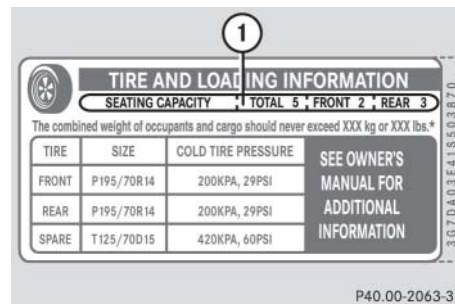 1
TIRE AND LOADING INFORMATION
SEATING CAPACITY TOTAL 5 FRONT 2 REAR 3
The combined weight of occupants and cargo should never exceed XXX kg or XXX lbs.*
TIRE SIZE COLD TIRE PRESSURE
FRONT P195/70R14 200KPA, 29PSI
REAR P195/70R14 200KPA, 29PSI
SPARE T125/70D15 420KPA, 60PSI
SEE OWNER'S
MANUAL FOR
ADDITIONAL
INFORMATION
3G7DA03E41S503870
P40.00-2063-3